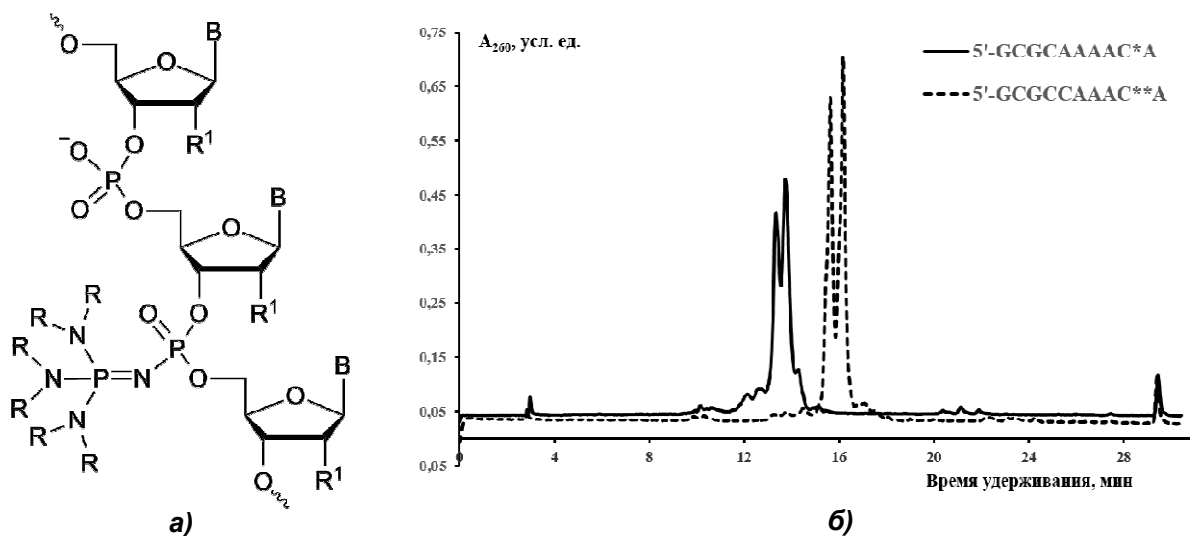 B
O
O
R¹
O
⁻O
P
O
O
B
O
R¹
O
O
R R
N
R
R N P=N P
R N
R R
O
B
O
R¹
O
а)
А₂₆₀, усл. ед.
5'-GCGCAAAAC*A
5'-GCGCCAAAC**A
0,75
0,65
0,55
0,45
0,35
0,25
0,15
0,05
0,05
0 4 8 12 16 20 24 28
Время удерживания, мин
б)